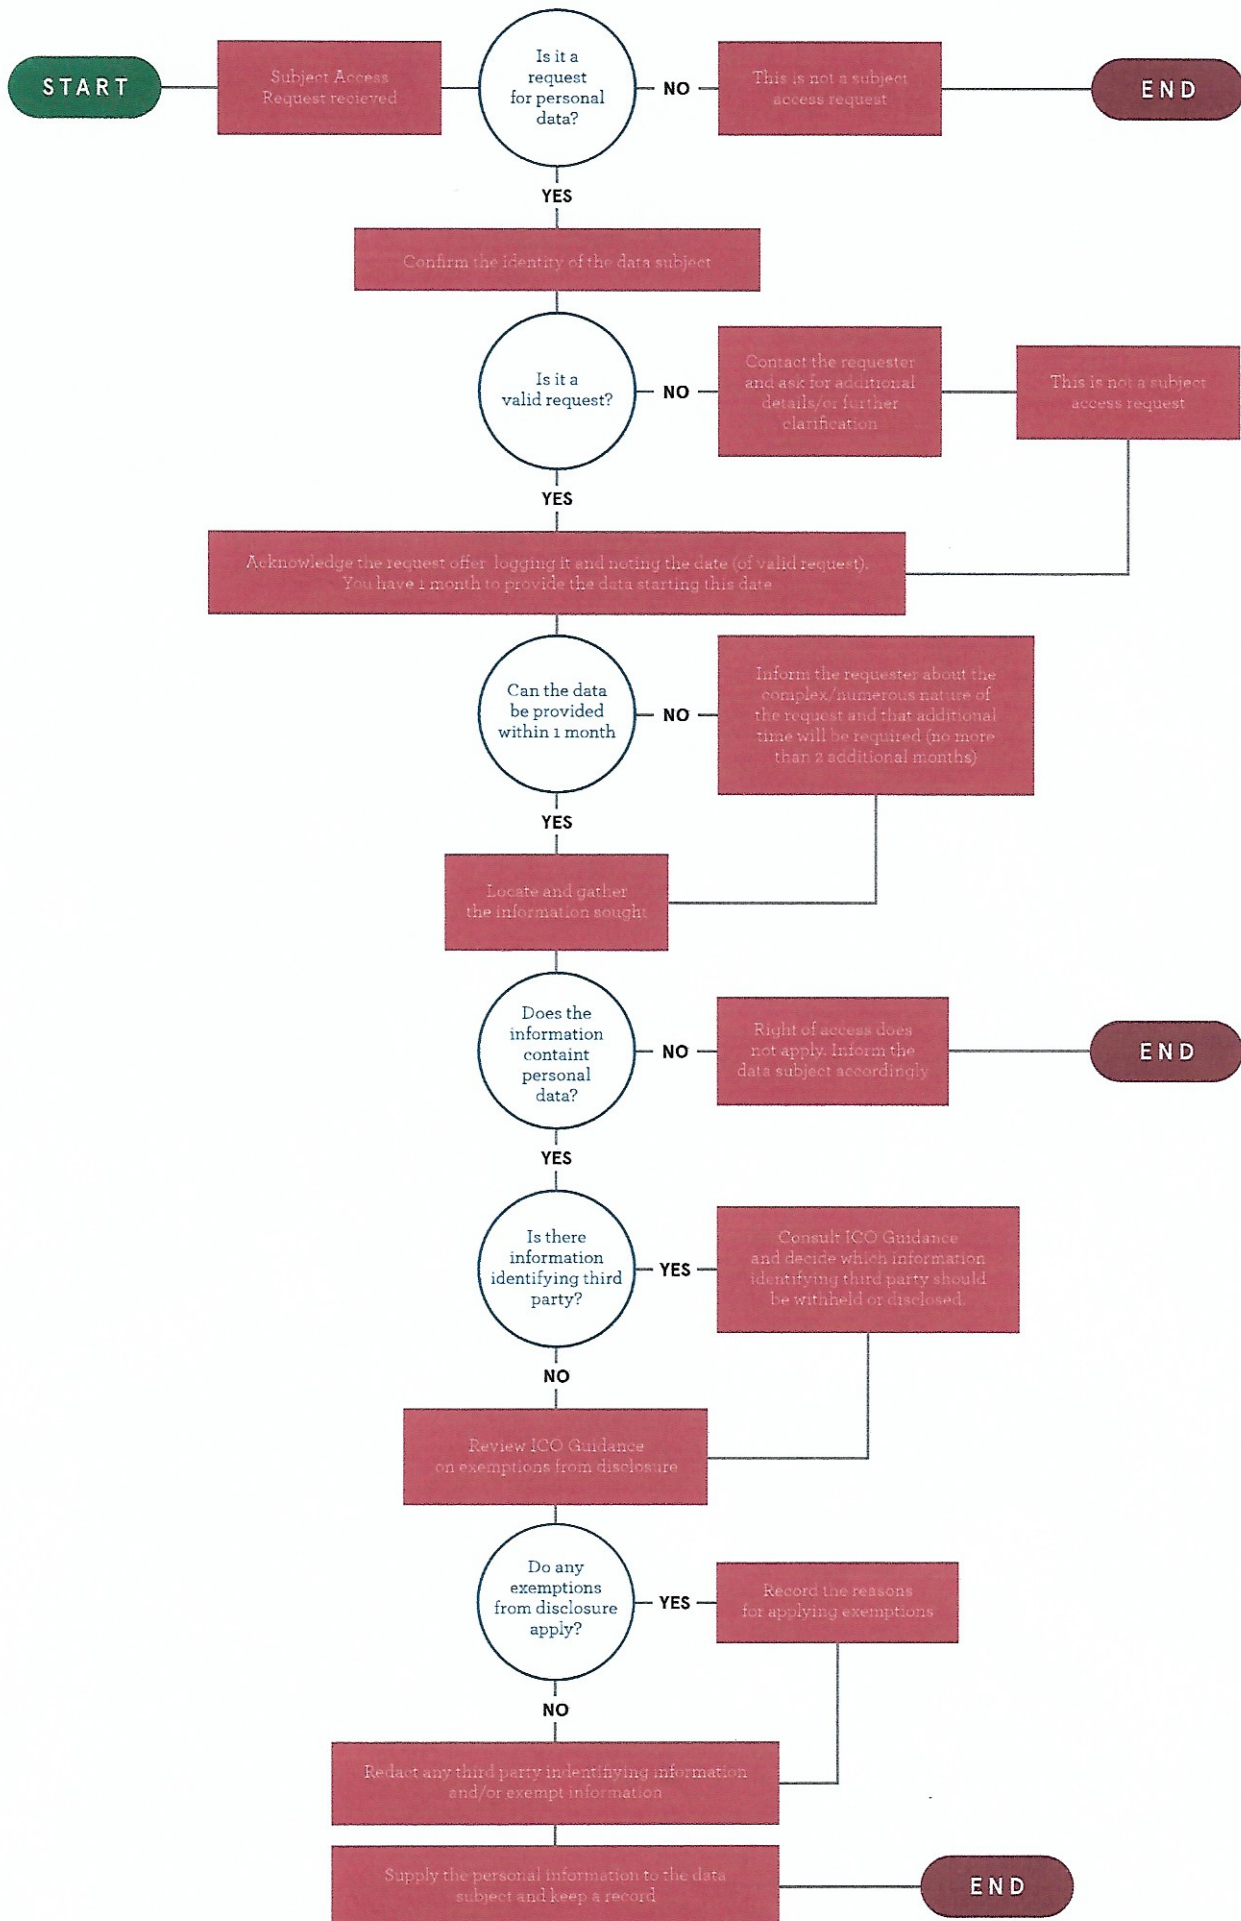 START
Subject Access
Request recieved
Is it a
request
for personal
data?
NO
This is not a subject
access request
END
YES
Confirm the identity of the data subject
Is it a
valid request?
NO
Contact the requester
and ask for additional
details/or further
clarification
This is not a subject
access request
YES
Acknowledge the request offer logging it and noting the date (of valid request).
You have 1 month to provide the data starting this date
Can the data
be provided
within 1 month
NO
Inform the requester about the
complex/numerous nature of
the request and that additional
time will be required (no more
than 2 additional months)
YES
Locate and gather
the information sought
Does the
information
containt
personal
data?
NO
Right of access does
not apply. Inform the
data subject accordingly
END
YES
Is there
information
identifying third
party?
YES
Consult ICO Guidance
and decide which information
identifying third party should
be withheld or disclosed.
NO
Review ICO Guidance
on exemptions from disclosure
Do any
exemptions
from disclosure
apply?
YES
Record the reasons
for applying exemptions
NO
Redact any third party indentifying information
and/or exempt information
Supply the personal information to the data
subject and keep a record
END